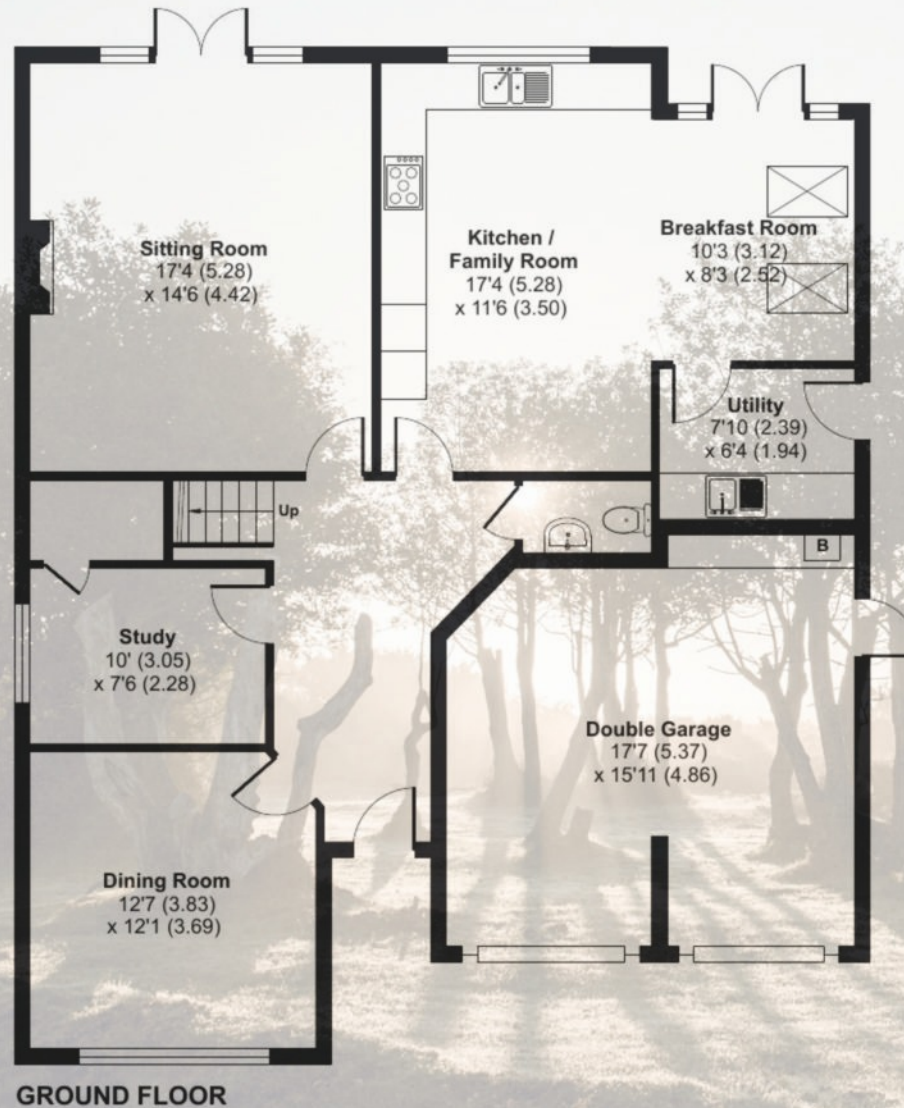 Sitting Room
17'4 (5.28)
x 14'6 (4.42)
Kitchen /
Family Room
17'4 (5.28)
x 11'6 (3.50)
Breakfast Room
10'3 (3.12)
x 8'3 (2.52)
Utility
7'10 (2.39)
x 6'4 (1.94)
Up
B
Study
10' (3.05)
x 7'6 (2.28)
Double Garage
17'7 (5.37)
x 15'11 (4.86)
Dining Room
12'7 (3.83)
x 12'1 (3.69)
GROUND FLOOR